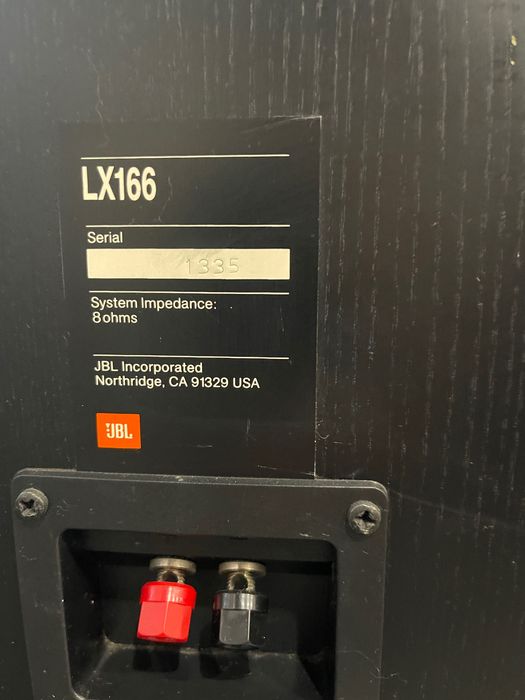 LX166
Serial
1335
System Impedance:
8 ohms
JBL Incorporated
Northridge, CA 91329 USA
JBL